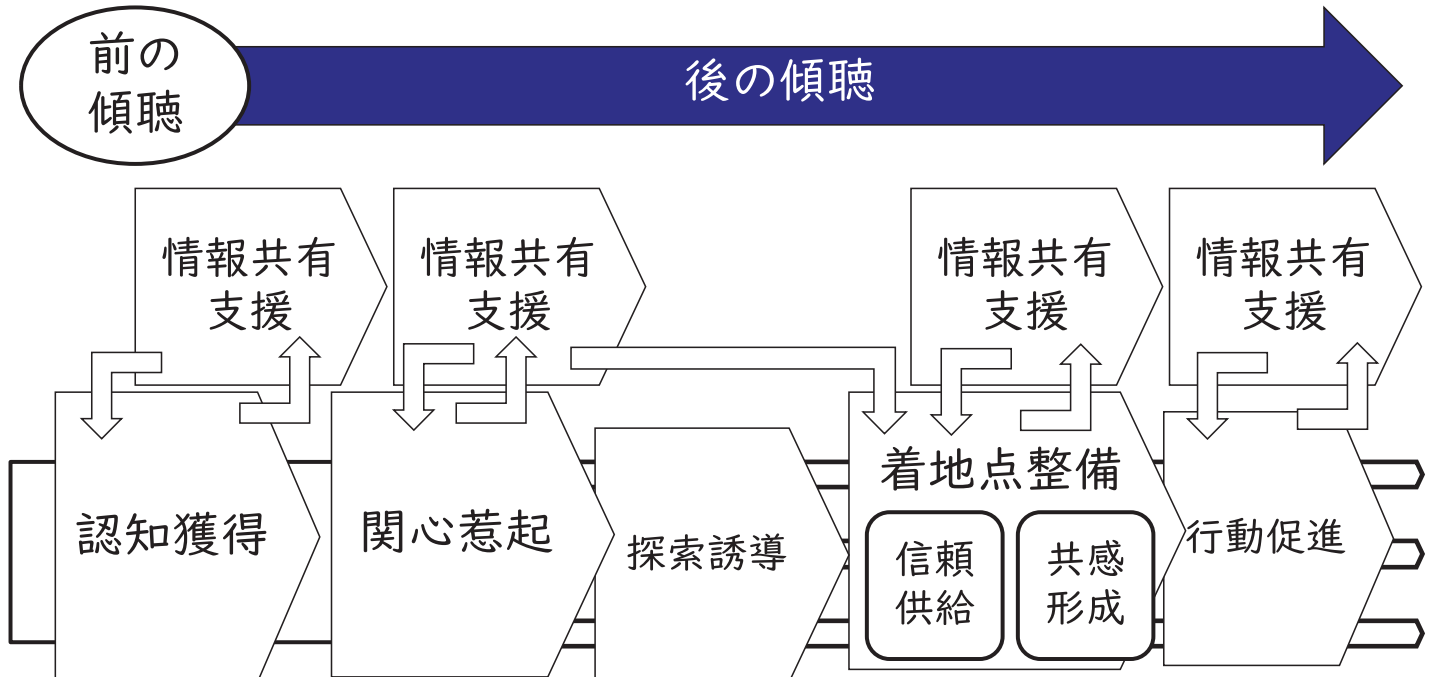 前の
傾聴
後の傾聴
情報共有
支援
情報共有
支援
情報共有
支援
情報共有
支援
認知獲得
関心惹起
探索誘導
着地点整備
信頼
供給
共感
形成
行動促進